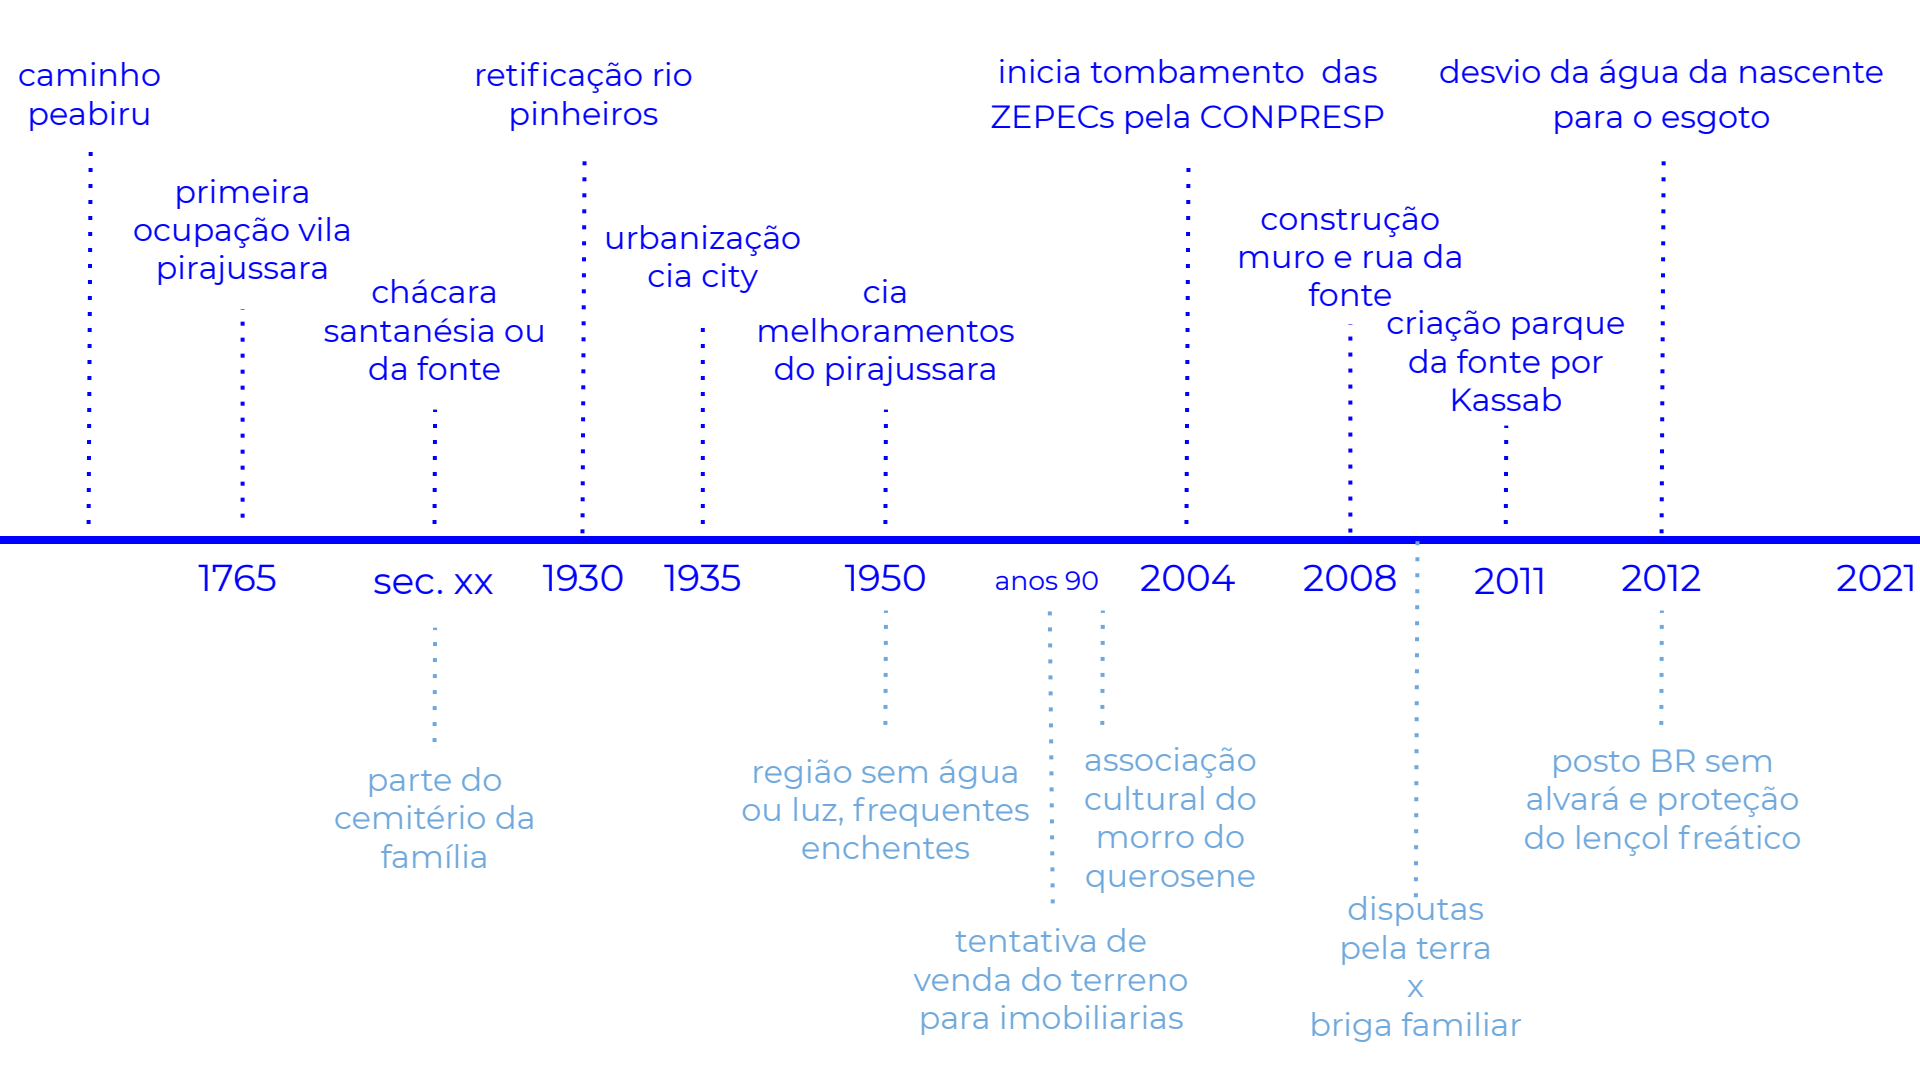 caminho
peabiru
primeira
ocupação vila
pirajussara
chácara
santanésia ou
da fonte
retificação rio
pinheiros
urbanização
cia city
cia
melhoramentos
do pirajussara
inicia tombamento das
ZEPECs pela CONPRESP
construção
muro e rua da
fonte
criação parque
da fonte por
Kassab
desvio da água da nascente
para o esgoto
1765
sec. xx
1930
1935
1950
anos 90
2004
2008
2011
2012
2021
parte do
cemitério da
família
região sem água
ou luz, frequentes
enchentes
tentativa de
venda do terreno
para imobiliarias
associação
cultural do
morro do
querosene
disputas
pela terra
x
briga familiar
posto BR sem
alvará e proteção
do lençol freático